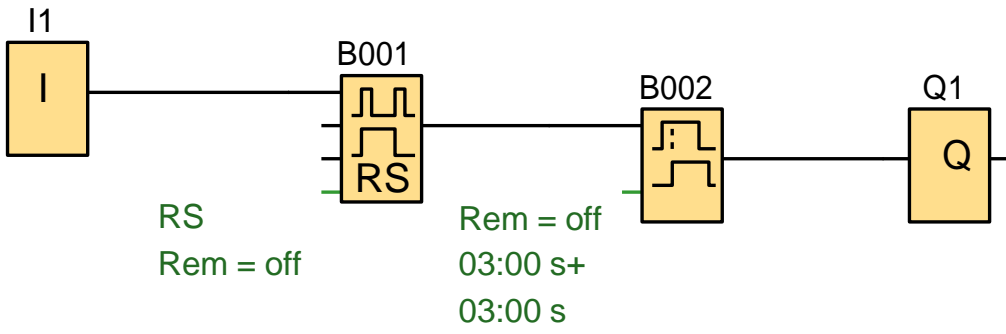 I1
I
B001
RS
RS
Rem = off
B002
Rem = off
03:00 s+
03:00 s
Q1
Q